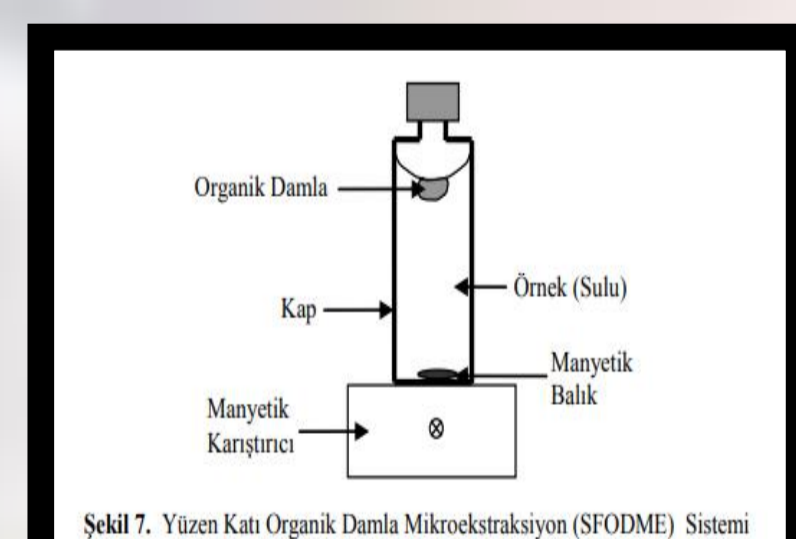 Organik Damla
Örnek (Sulu)
Kap
Manyetik
Balık
Manyetik
Karıştırıcı
Şekil 7. Yüzen Katı Organik Damla Mikroekstraksiyon (SFODME) Sistemi